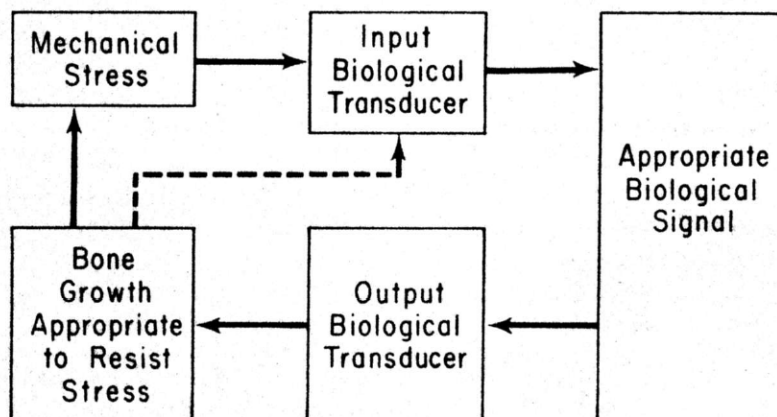 Mechanical
Stress
Input
Biological
Transducer
Appropriate
Biological
Signal
Bone
Growth
Appropriate
to Resist
Stress
Output
Biological
Transducer